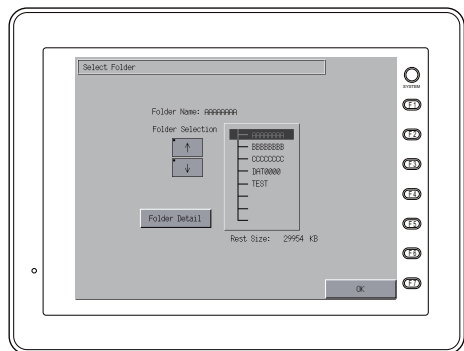 Select Folder
SYSTEM
F1
Folder Name: AAAAAAAA
Folder Selection
↑
↓
AAAAAAAA
BBBBBBBB
CCCCCCCC
DAT0000
TEST
F2
F3
F4
Folder Detail
F5
Rest Size: 29954 KB
F6
OK
F7